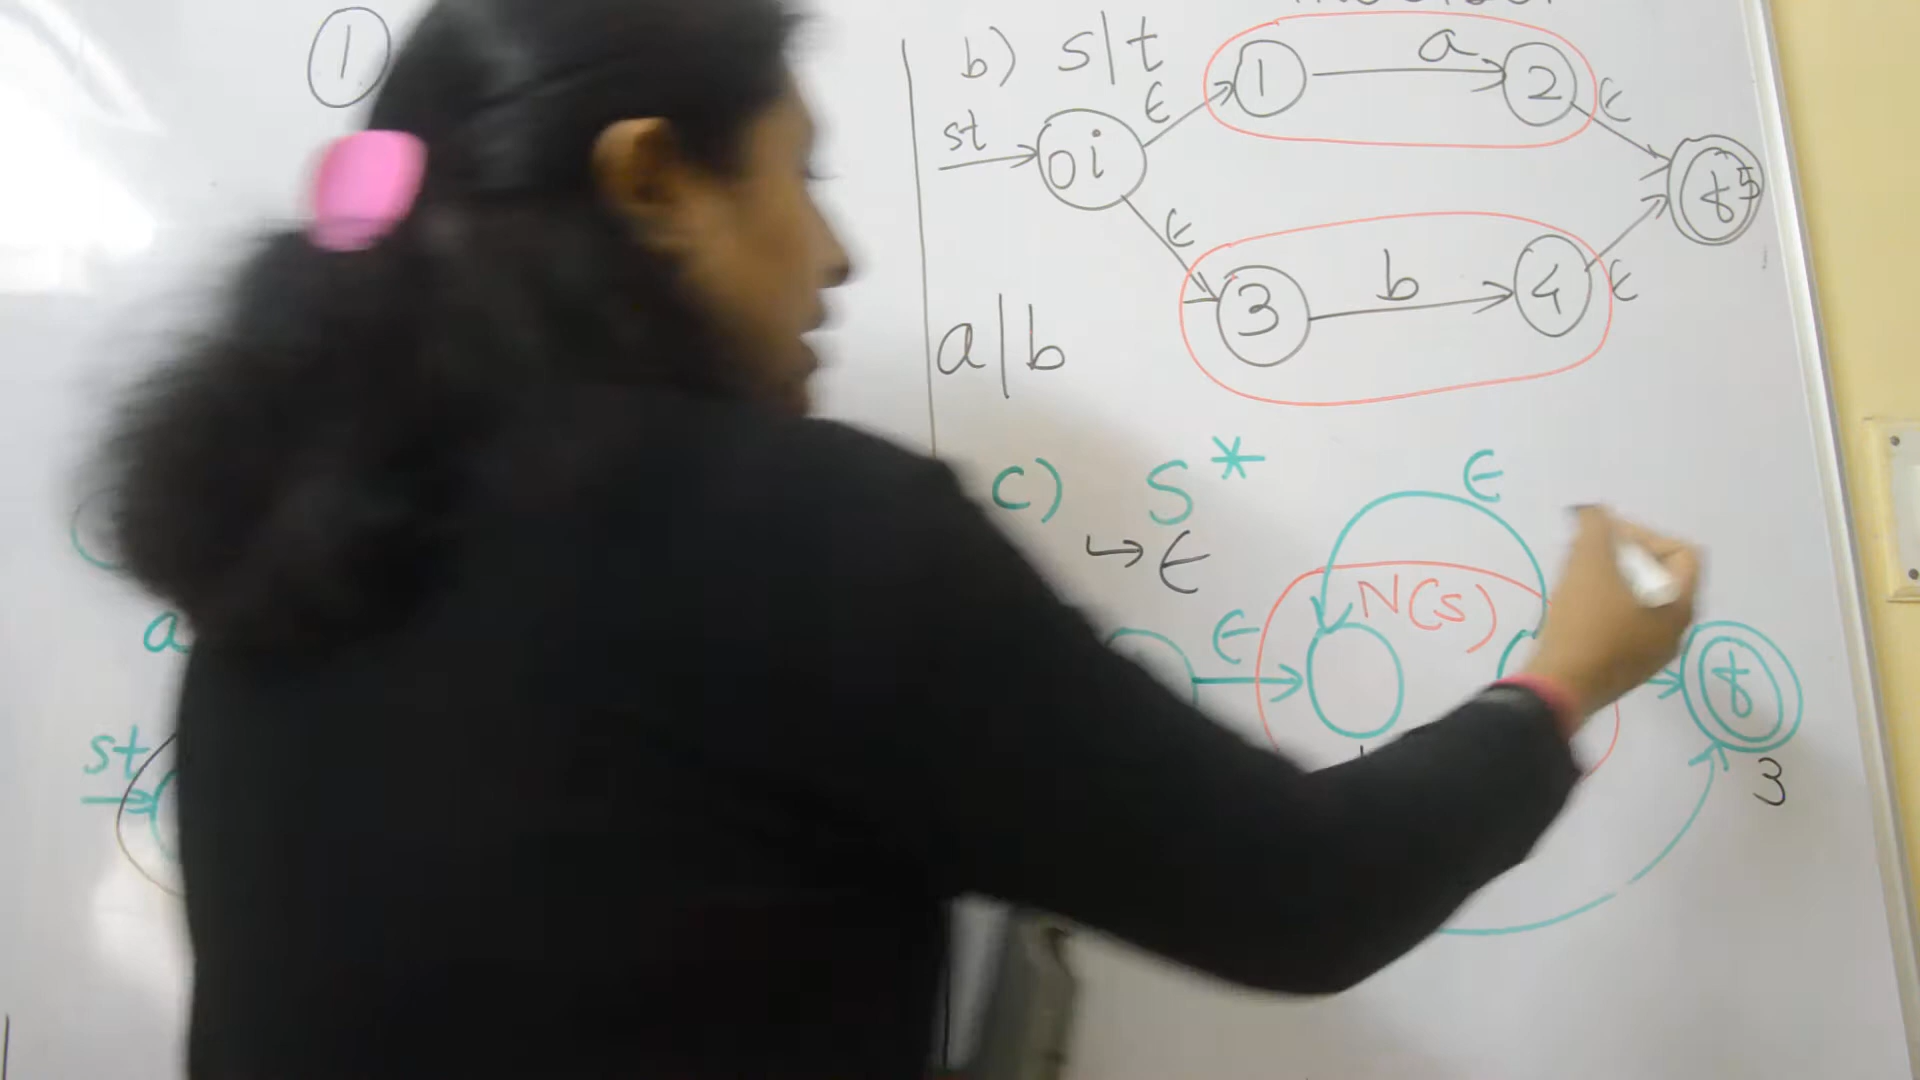 1
b) s|t
st 0 i ϵ 1 a 2 ϵ
ϵ 3 b 4 ϵ f 5
a|b
c) s*
↳ ϵ
ϵ
ϵ N(s)
f
3
a
st